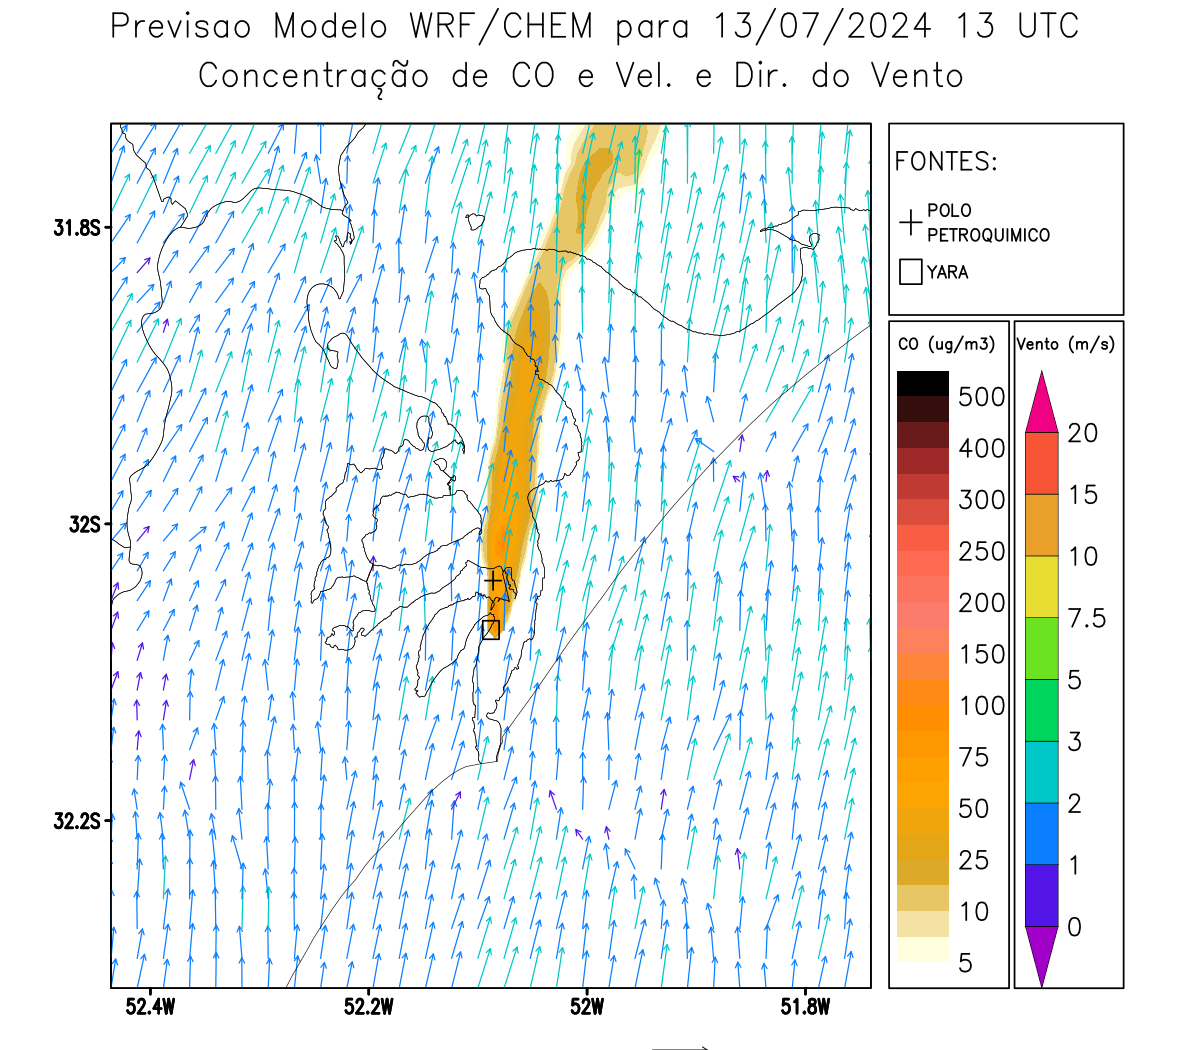 Previsao Modelo WRF/CHEM para 13/07/2024 13 UTC
Concentração de CO e Vel. e Dir. do Vento
FONTES:
POLO
PETROQUIMICO
YARA
CO (ug/m3)
500
400
300
250
200
150
100
75
50
25
10
5
Vento (m/s)
20
15
10
7.5
5
3
2
1
0
31.8S
32S
32.2S
52.4W
52.2W
52W
51.8W